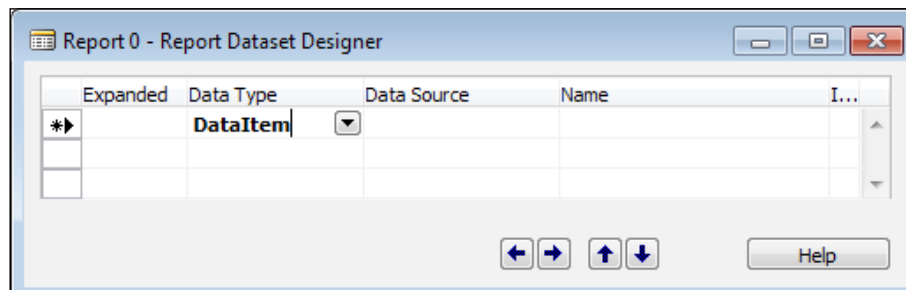 Report 0 - Report Dataset Designer
Expanded Data Type Data Source Name I...
DataItem
Help